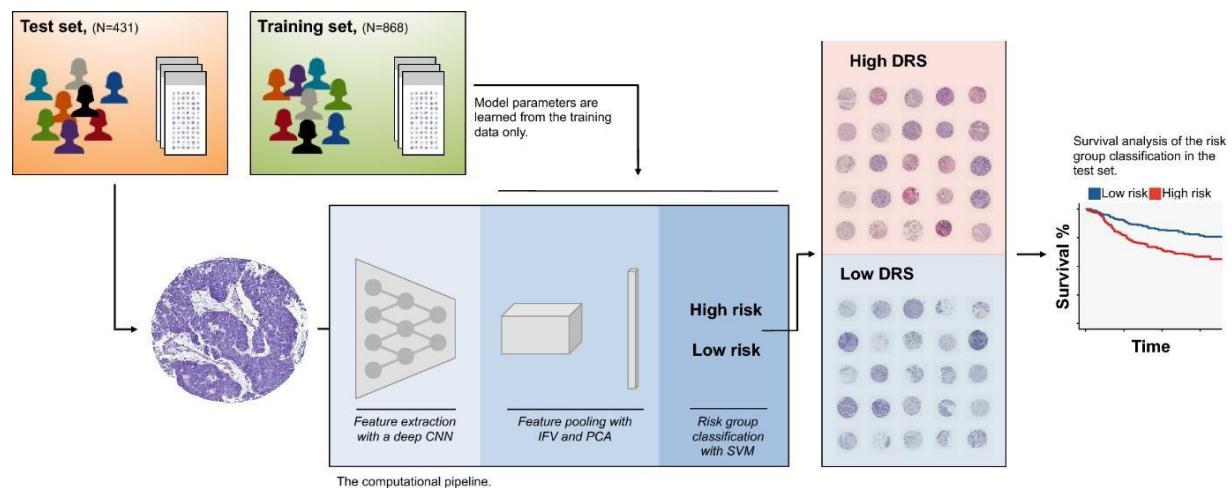 Test set, (N=431)
Training set, (N=868)
Model parameters are
learned from the training
data only.
Feature extraction
with a deep CNN
Feature pooling with
IFV and PCA
High risk
Low risk
Risk group
classification
with SVM
The computational pipeline.
High DRS
Low DRS
Survival analysis of the risk
group classification in the
test set.
Low risk High risk
Survival %
Time